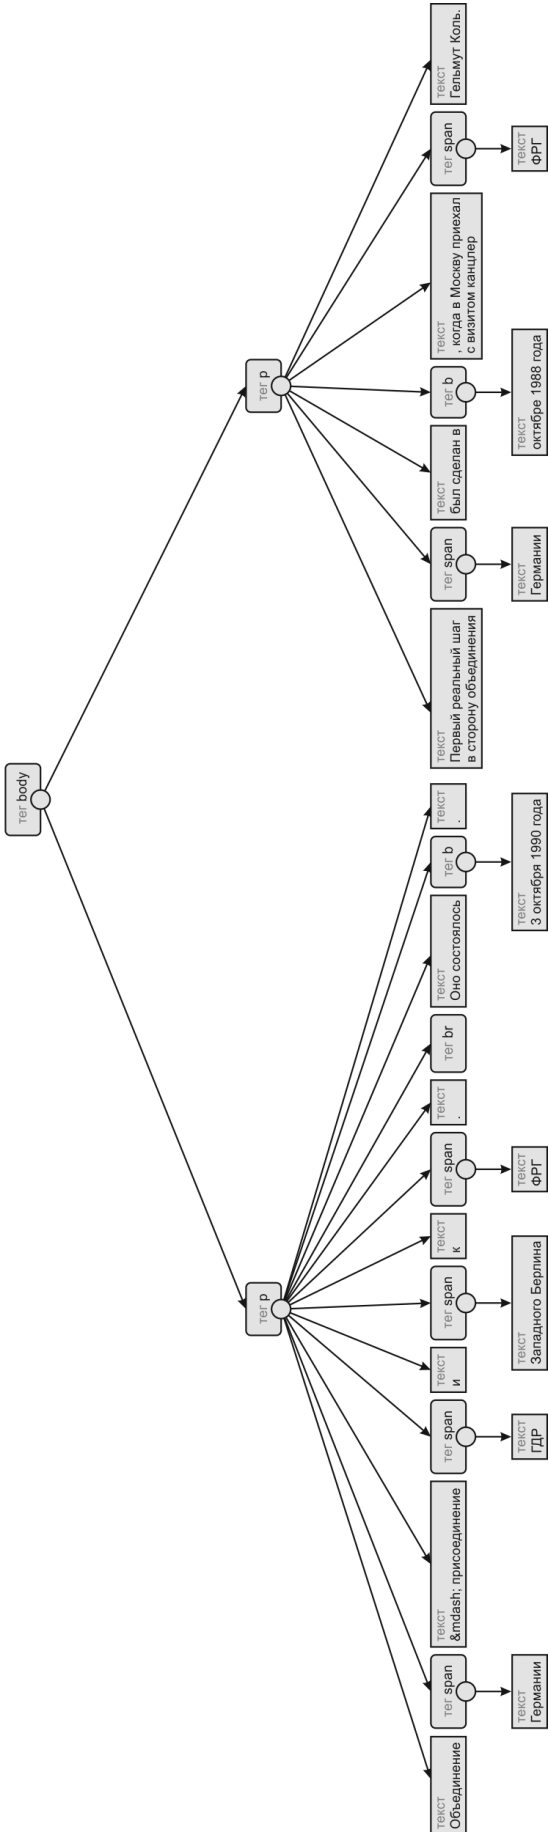 тег body
тег p
тег p
текст
Объединение
тег span
текст
&mdash; присоединение
тег span
текст
и
тег span
текст
к
тег span
текст
.
тег br
текст
Оно состоялось
тег b
текст
.
текст
Первый реальный шаг
в сторону объединения
тег span
текст
был сделан в
тег b
текст
, когда в Москву приехал
с визитом канцлер
тег span
текст
Гельмут Коль.
текст
Германии
текст
ГДР
текст
Западного Берлина
текст
ФРГ
текст
3 октября 1990 года
текст
Германии
текст
октябре 1988 года
текст
ФРГ